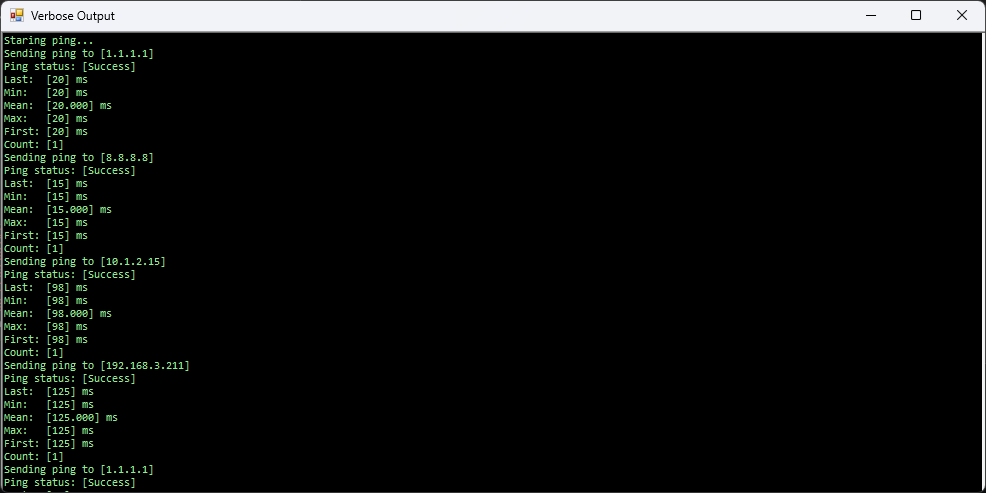 Verbose Output
Staring ping...
Sending ping to [1.1.1.1]
Ping status: [Success]
Last:  [20] ms
Min:   [20] ms
Mean:  [20.000] ms
Max:   [20] ms
First: [20] ms
Count: [1]
Sending ping to [8.8.8.8]
Ping status: [Success]
Last:  [15] ms
Min:   [15] ms
Mean:  [15.000] ms
Max:   [15] ms
First: [15] ms
Count: [1]
Sending ping to [10.1.2.15]
Ping status: [Success]
Last:  [98] ms
Min:   [98] ms
Mean:  [98.000] ms
Max:   [98] ms
First: [98] ms
Count: [1]
Sending ping to [192.168.3.211]
Ping status: [Success]
Last:  [125] ms
Min:   [125] ms
Mean:  [125.000] ms
Max:   [125] ms
First: [125] ms
Count: [1]
Sending ping to [1.1.1.1]
Ping status: [Success]